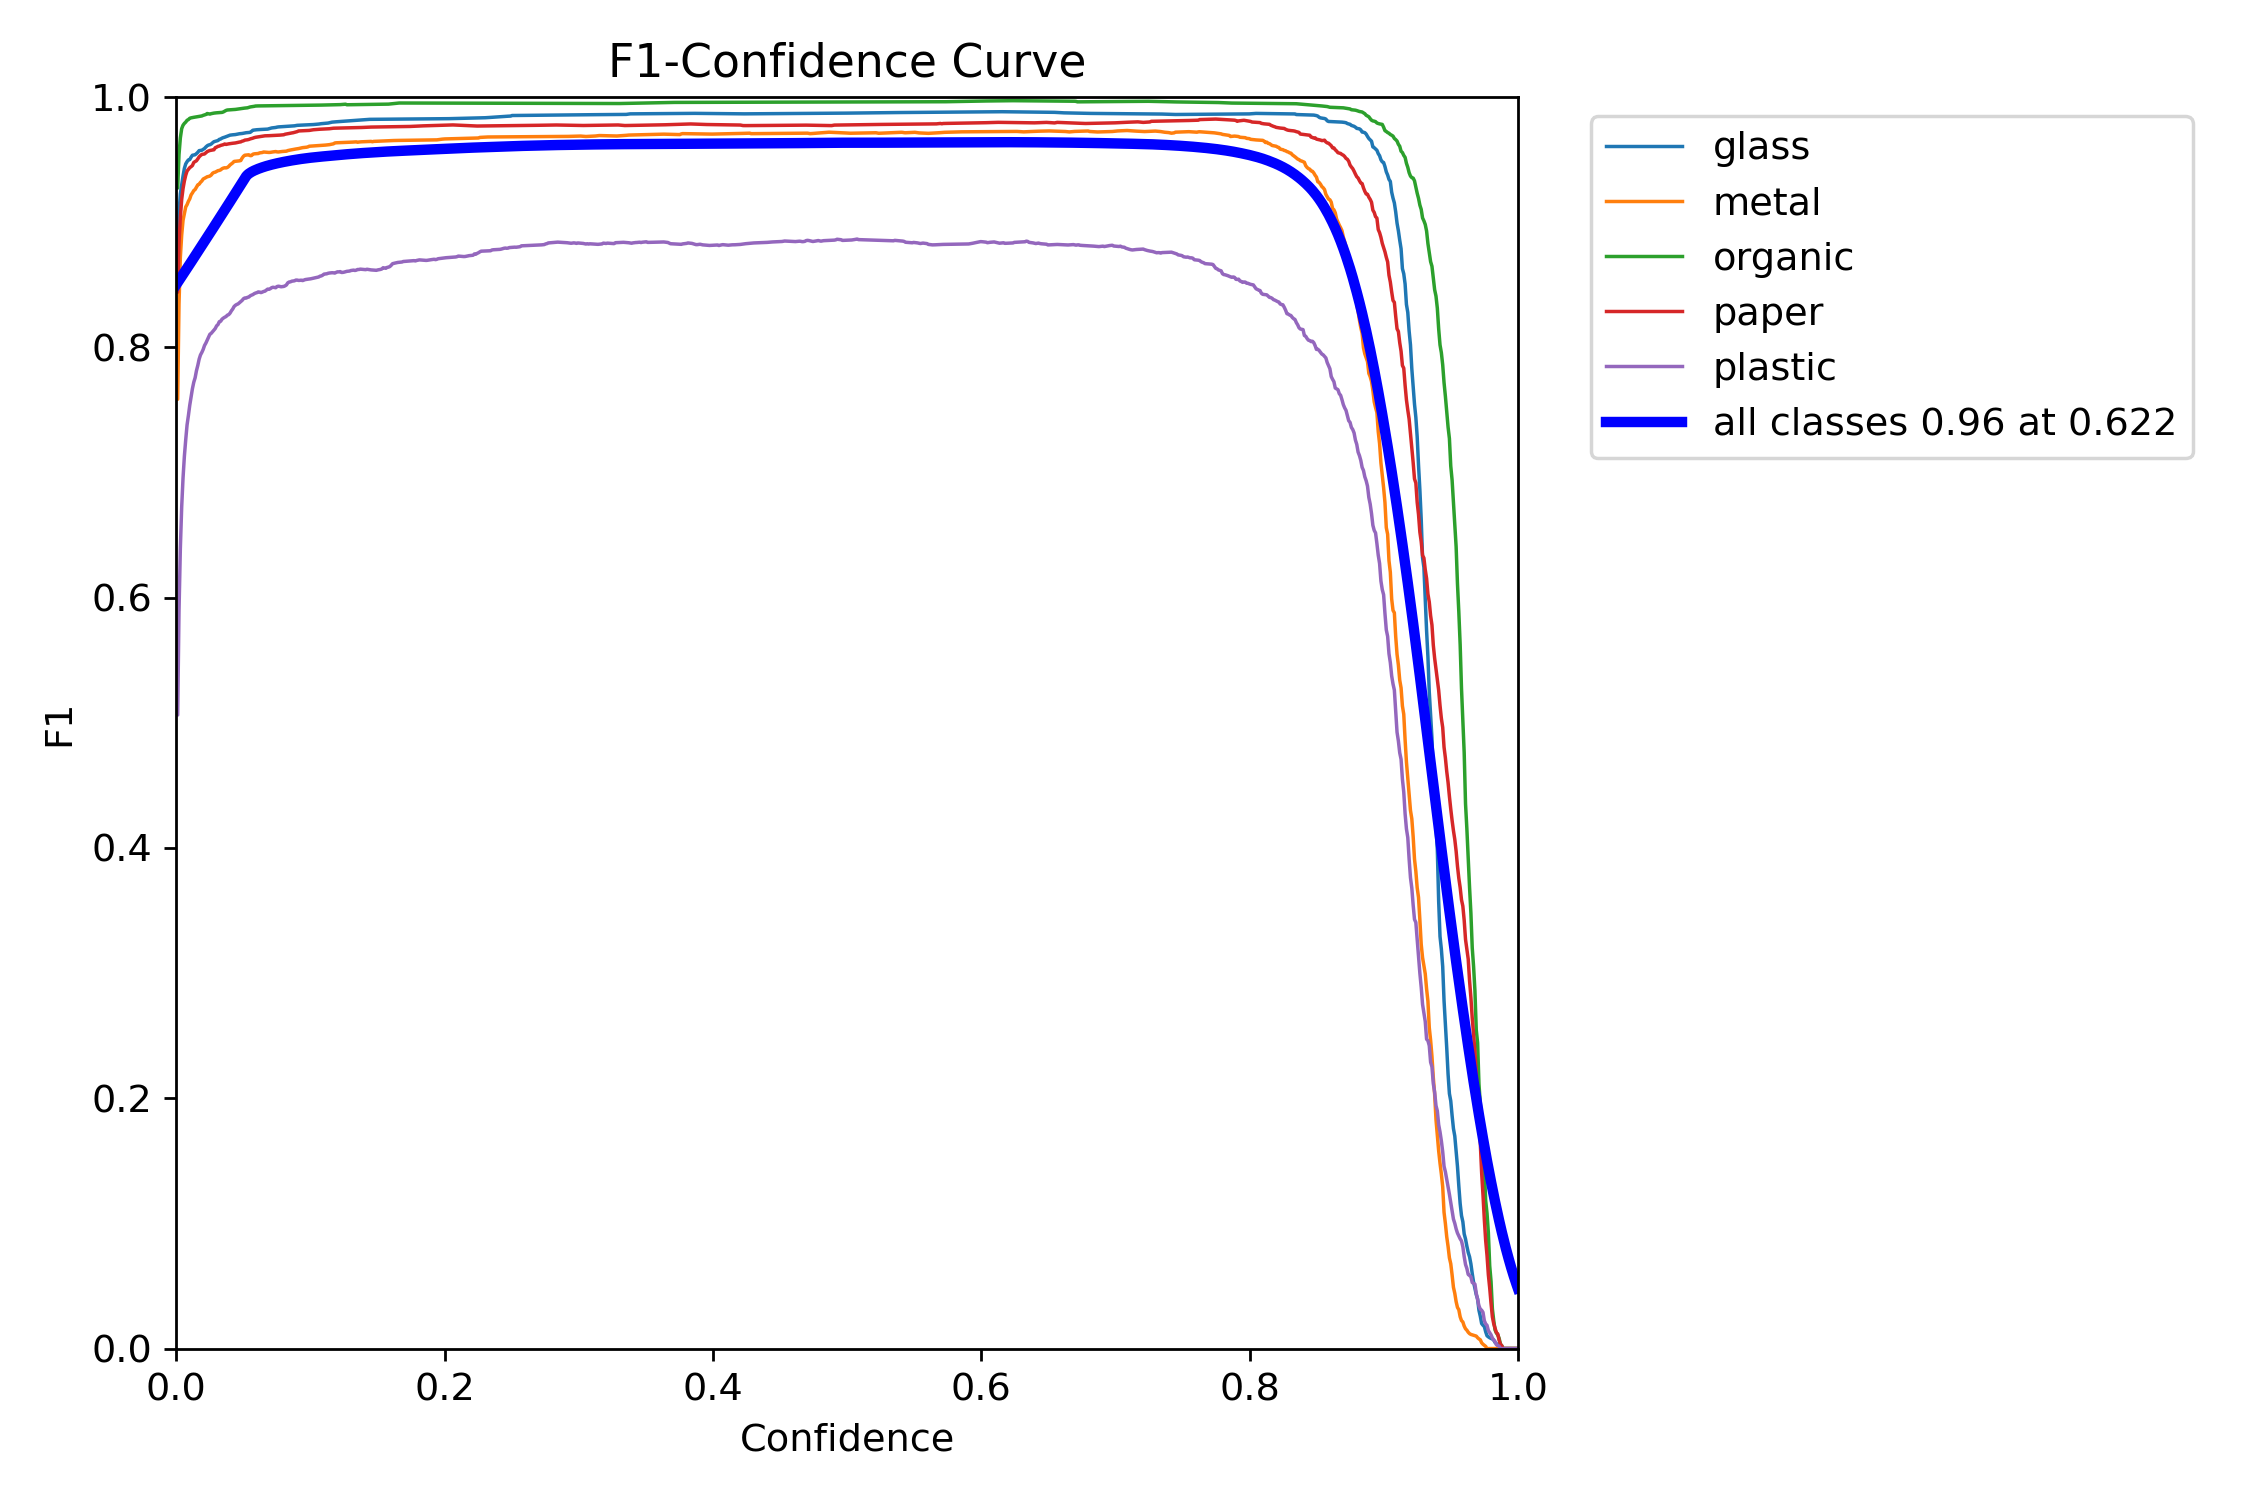 F1-Confidence Curve
1.0
0.8
0.6
0.4
0.2
0.0
F1
0.0 0.2 0.4 0.6 0.8 1.0
Confidence
glass
metal
organic
paper
plastic
all classes 0.96 at 0.622